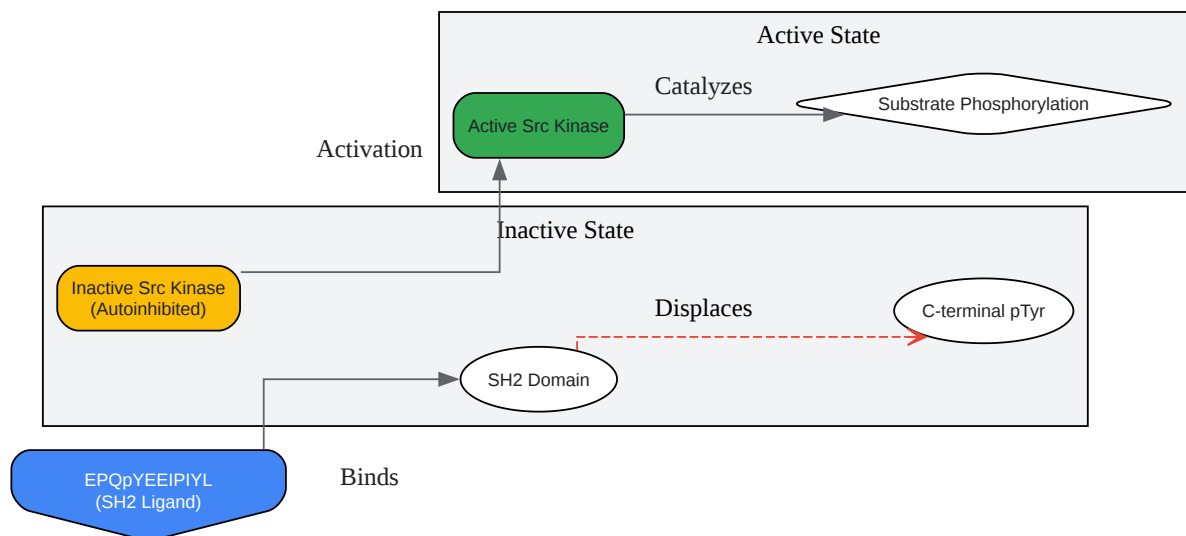 Active State
Catalyzes
Substrate Phosphorylation
Active Src Kinase
Activation
Inactive State
Inactive Src Kinase
(Autoinhibited)
Displaces
C-terminal pTyr
SH2 Domain
EPQpYEEIPIYL
(SH2 Ligand)
Binds